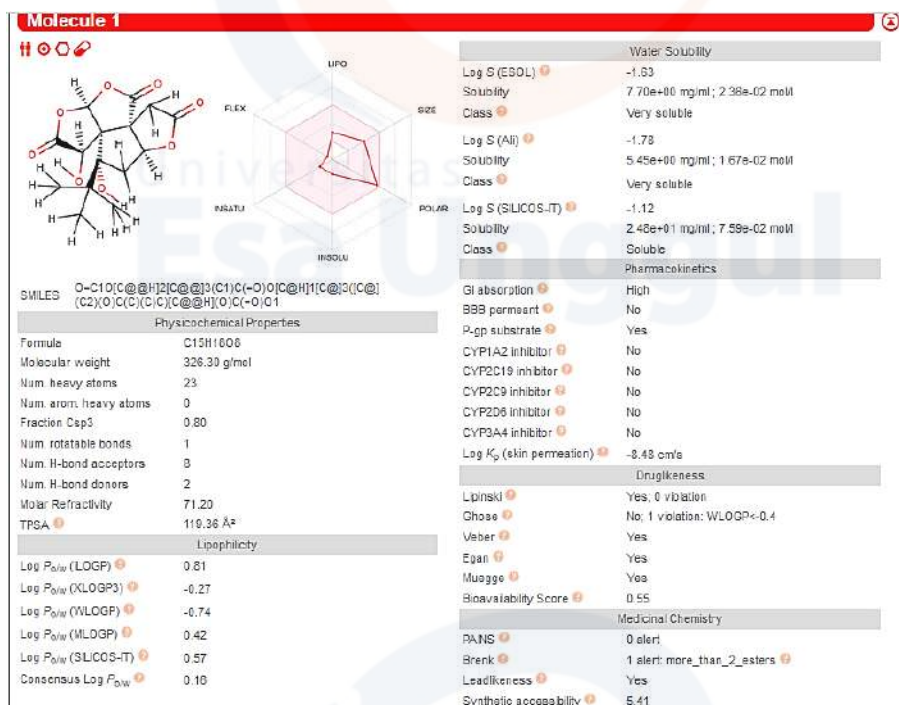 Molecule 1
LIPO
FLEX
SIZE
INSATU
POLAR
INSOLU
SMILES O=C1O[C@@H]2[C@@]3(C1)C(=O)O[C@H]1[C@]3([C@]
(C2)(O)C(C)(C)C)[C@@H](O)C(=O)O1
Physicochemical Properties
Formula C15H18O8
Molecular weight 326.30 g/mol
Num. heavy atoms 23
Num. arom. heavy atoms 0
Fraction Csp3 0.80
Num. rotatable bonds 1
Num. H-bond acceptors 8
Num. H-bond donors 2
Molar Refractivity 71.20
TPSA 119.36 Å²
Lipophilicity
Log Po/w (iLOGP) 0.81
Log Po/w (XLOGP3) -0.27
Log Po/w (WLOGP) -0.74
Log Po/w (MLOGP) 0.42
Log Po/w (SILICOS-IT) 0.57
Consensus Log Po/w 0.16
Water Solubility
Log S (ESOL) -1.63
Solubility 7.70e+00 mg/ml ; 2.36e-02 mol/l
Class Very soluble
Log S (Ali) -1.78
Solubility 5.45e+00 mg/ml ; 1.67e-02 mol/l
Class Very soluble
Log S (SILICOS-IT) -1.12
Solubility 2.48e+01 mg/ml ; 7.59e-02 mol/l
Class Soluble
Pharmacokinetics
GI absorption High
BBB permeant No
P-gp substrate Yes
CYP1A2 inhibitor No
CYP2C19 inhibitor No
CYP2C9 inhibitor No
CYP2D6 inhibitor No
CYP3A4 inhibitor No
Log Kp (skin permeation) -8.48 cm/s
Druglikeness
Lipinski Yes; 0 violation
Ghose No; 1 violation: WLOGP<-0.4
Veber Yes
Egan Yes
Muegge Yes
Bioavailability Score 0.55
Medicinal Chemistry
PAINS 0 alert
Brenk 1 alert: more_than_2_esters
Leadlikeness Yes
Synthetic accessibility 5.41
Universitas
Esa Unggul